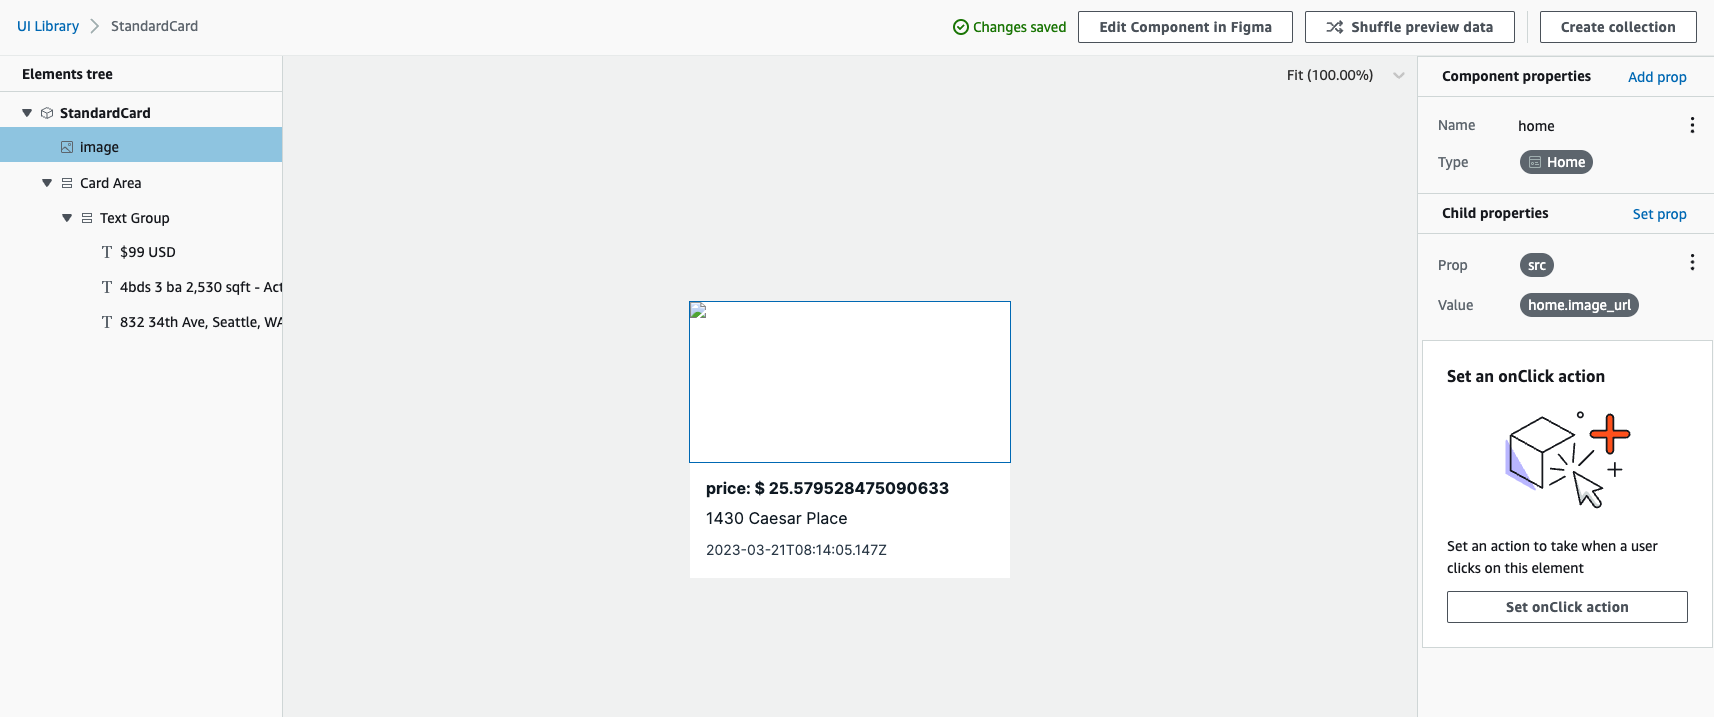 UI Library
StandardCard
Changes saved
Edit Component in Figma
Shuffle preview data
Create collection
Elements tree
StandardCard
image
Card Area
Text Group
$99 USD
4bds 3 ba 2,530 sqft - Act
832 34th Ave, Seattle, WA
Fit (100.00%)
price: $ 25.579528475090633
1430 Caesar Place
2023-03-21T08:14:05.147Z
Component properties
Add prop
Name
home
Type
Home
Child properties
Set prop
Prop
src
Value
home.image_url
Set an onClick action
Set an action to take when a user
clicks on this element
Set onClick action